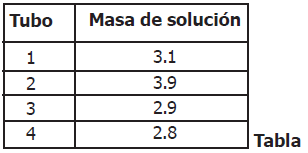 Tubo Masa de solución
1 3.1
2 3.9
3 2.9
4 2.8
Tabla